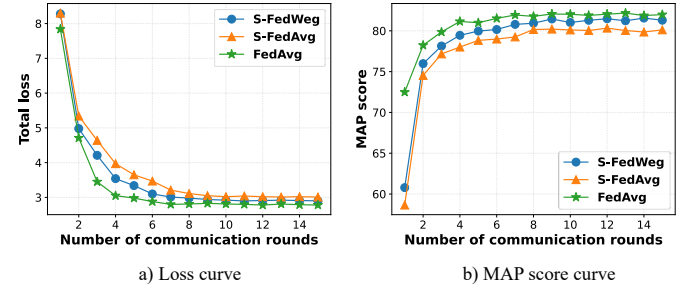 8
7
6
5
4
3
Total loss
2 4 6 8 10 12 14
Number of communication rounds
S-FedWeg
S-FedAvg
FedAvg
a) Loss curve
80
75
70
65
60
MAP score
2 4 6 8 10 12 14
Number of communication rounds
S-FedWeg
S-FedAvg
FedAvg
b) MAP score curve